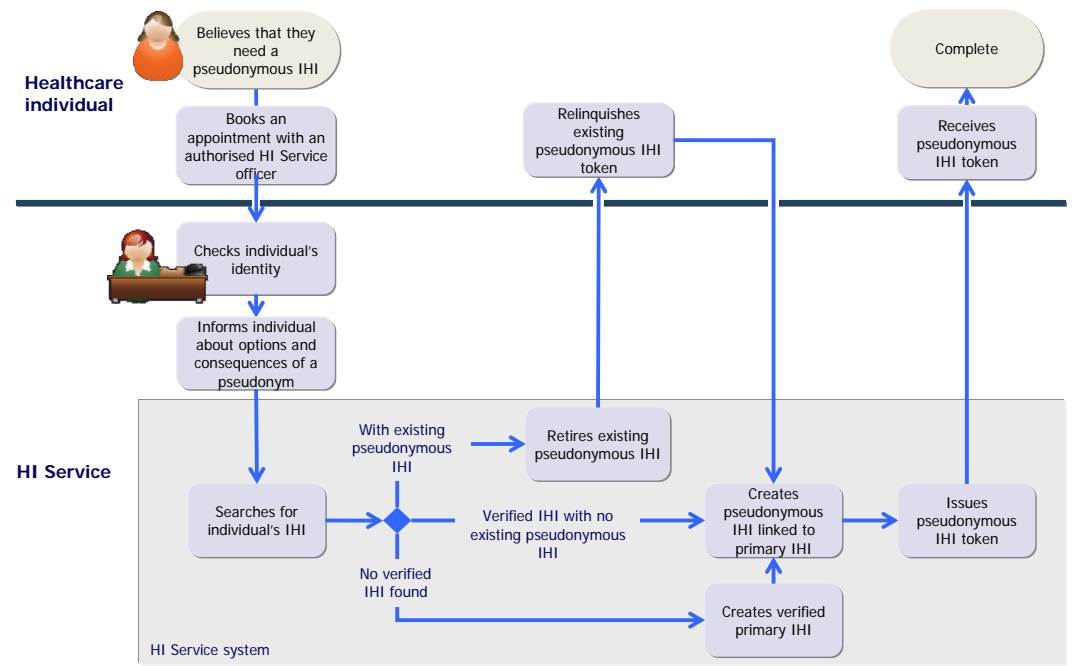 Believes that they
need a
pseudonymous IHI
Complete
Healthcare
individual
Books an
appointment with an
authorised HI Service
officer
Relinquishes
existing
pseudonymous IHI
token
Receives
pseudonymous
IHI token
Checks individual's
identity
Informs individual
about options and
consequences of a
pseudonym
HI Service
With existing
pseudonymous
IHI
Retires existing
pseudonymous IHI
Searches for
individual's IHI
Verified IHI with no
existing pseudonymous
IHI
Creates
pseudonymous
IHI linked to
primary IHI
Issues
pseudonymous
IHI token
No verified
IHI found
Creates verified
primary IHI
HI Service system